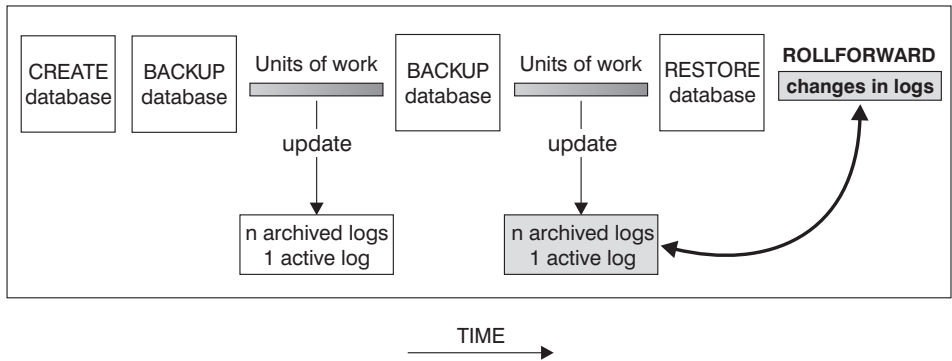 CREATE
database
BACKUP
database
Units of work
update
n archived logs
1 active log
BACKUP
database
Units of work
update
n archived logs
1 active log
RESTORE
database
ROLLFORWARD
changes in logs
TIME